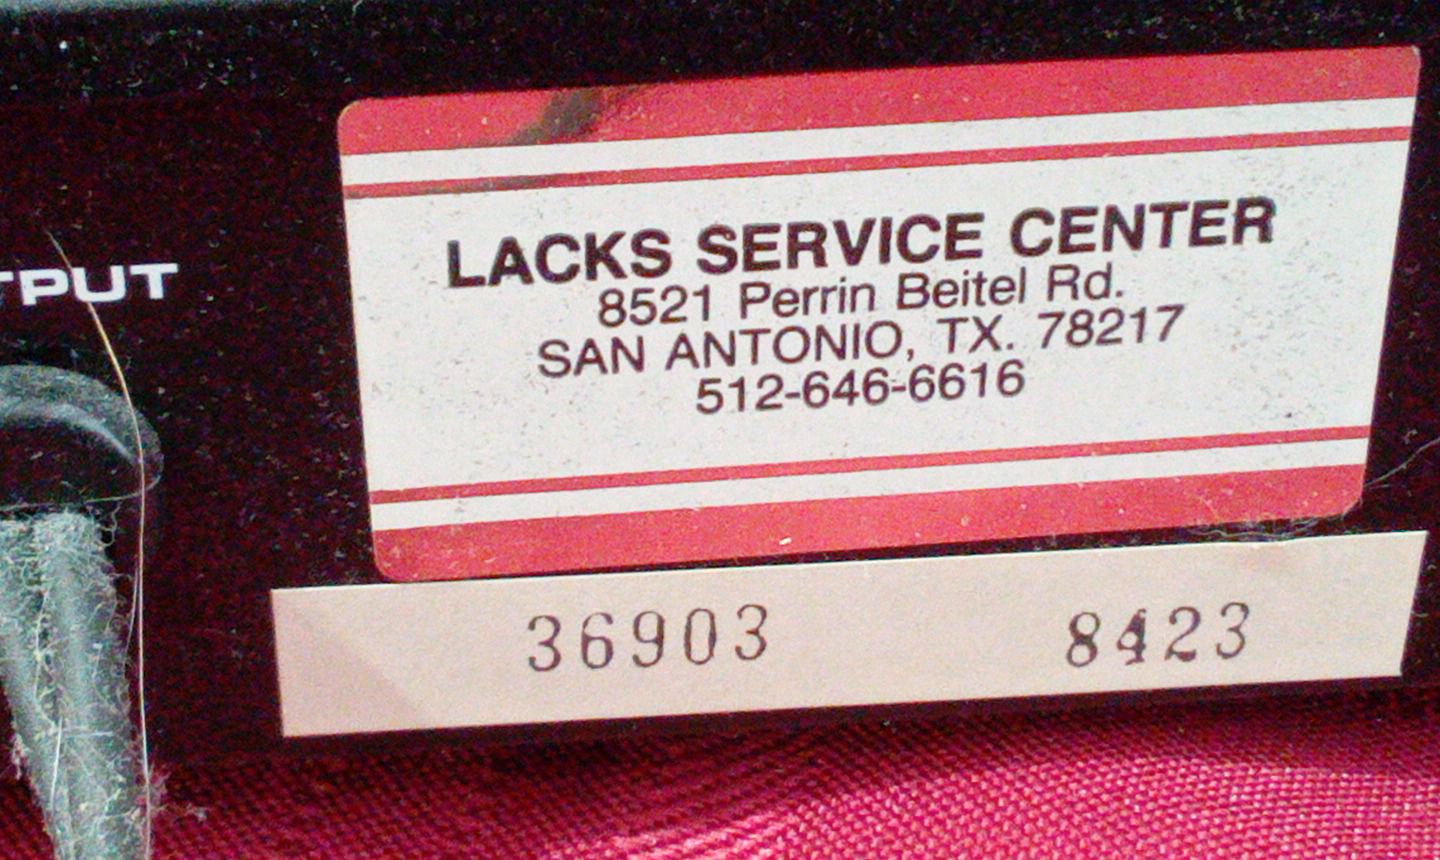 TPUT
LACKS SERVICE CENTER
8521 Perrin Beitel Rd.
SAN ANTONIO, TX. 78217
512-646-6616
36903 8423